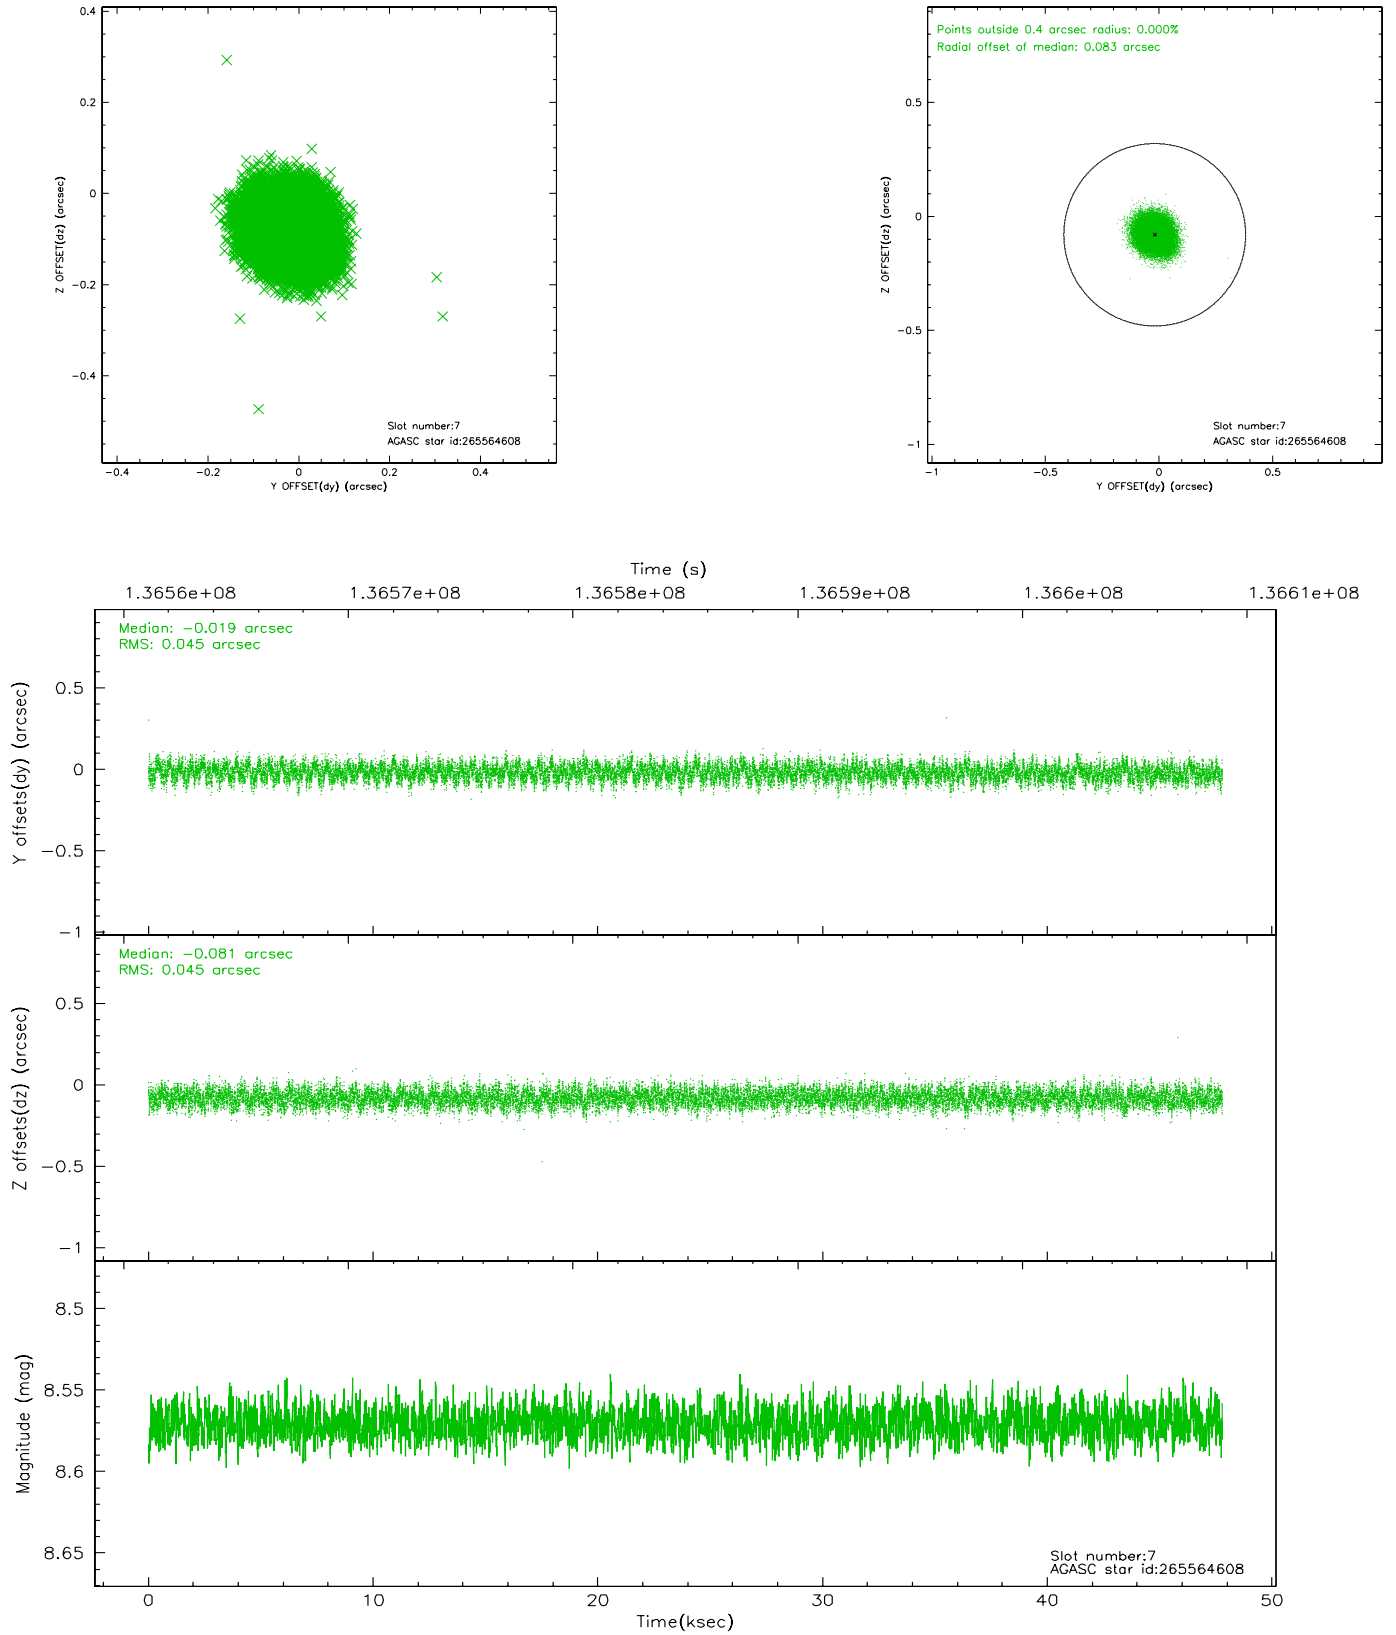 0.4
0.2
0
-0.2
-0.4
Z OFFSET(dz) (arcsec)
-0.4 -0.2 0 0.2 0.4
Y OFFSET(dy) (arcsec)
Slot number:7
AGASC star id:265564608
Points outside 0.4 arcsec radius: 0.000%
Radial offset of median: 0.083 arcsec
0.5
0
-0.5
-1
Z OFFSET(dz) (arcsec)
-1 -0.5 0 0.5
Y OFFSET(dy) (arcsec)
Slot number:7
AGASC star id:265564608
Time (s)
1.3656e+08 1.3657e+08 1.3658e+08 1.3659e+08 1.366e+08 1.3661e+08
Median: -0.019 arcsec
RMS: 0.045 arcsec
0.5
0
-0.5
-1
Y offsets(dy) (arcsec)
Median: -0.081 arcsec
RMS: 0.045 arcsec
0.5
0
-0.5
-1
Z offsets(dz) (arcsec)
8.5
8.55
8.6
8.65
Magnitude (mag)
Slot number:7
AGASC star id:265564608
0 10 20 30 40 50
Time(ksec)